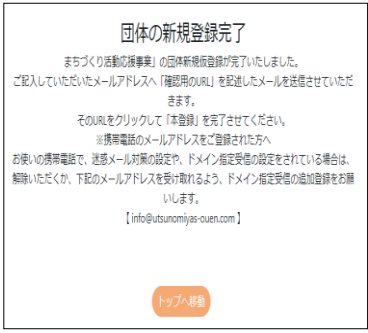 団体の新規登録完了
まちづくり活動応援事業」の団体新規仮登録が完了いたしました。
ご記入していただいたメールアドレスへ「確認用のURL」を記述したメールを送信させていただ
きます。
そのURLをクリックして「本登録」を完了させてください。
※携帯電話のメールアドレスをご登録された方へ
お使いの携帯電話で、迷惑メール対策の設定や、ドメイン指定受信の設定をされている場合は、
解除いただくか、下記のメールアドレスを受け取れるよう、ドメイン指定受信の追加登録をお願
いします。
【 info@utsunomiyas-ouen.com 】
トップへ移動